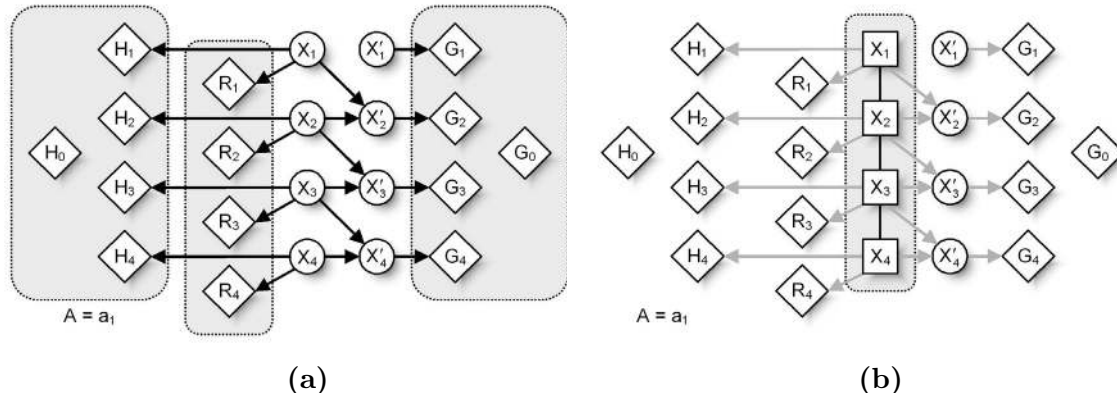 H₁ X₁ X′₁ G₁
R₁
H₂ X₂ X′₂ G₂
H₀ R₂ G₀
H₃ X₃ X′₃ G₃
R₃
H₄ X₄ X′₄ G₄
R₄
A = a₁
(a)
H₁ X₁ X′₁ G₁
R₁
H₂ X₂ X′₂ G₂
H₀ R₂ G₀
H₃ X₃ X′₃ G₃
R₃
H₄ X₄ X′₄ G₄
R₄
A = a₁
(b)